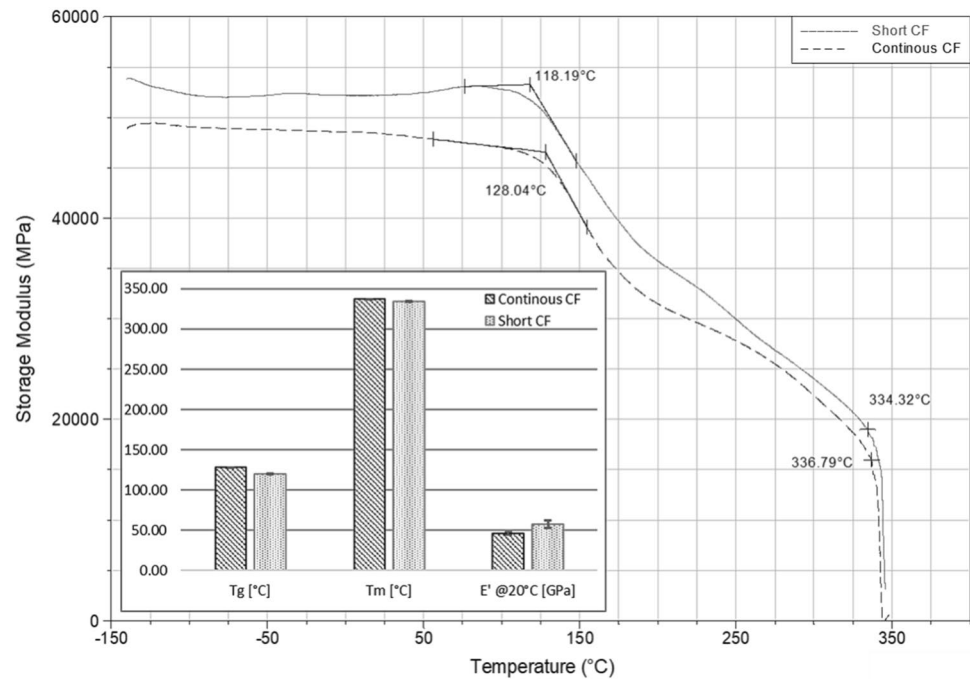 60000
40000
20000
0
Storage Modulus (MPa)
-150
-50
50
150
250
350
Temperature (°C)
Short CF
Continous CF
118.19°C
128.04°C
334.32°C
336.79°C
350.00
300.00
250.00
200.00
150.00
100.00
50.00
0.00
Continous CF
Short CF
Tg [°C]
Tm [°C]
E' @20°C [GPa]